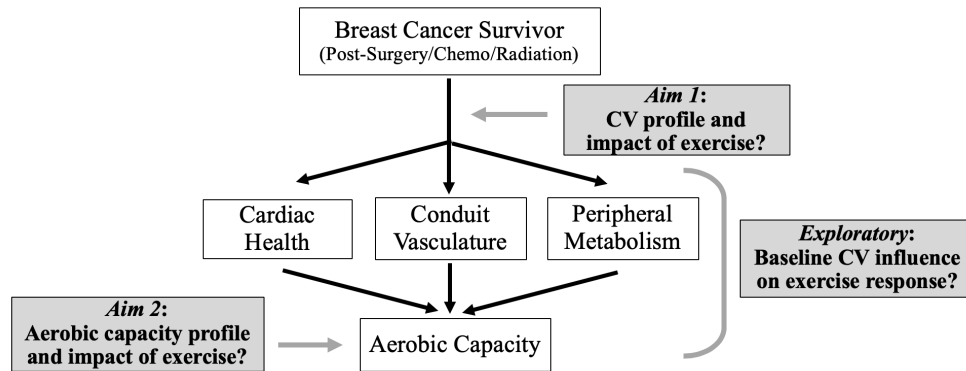 Breast Cancer Survivor
(Post-Surgery/Chemo/Radiation)
Aim 1:
CV profile and
impact of exercise?
Cardiac
Health
Conduit
Vasculature
Peripheral
Metabolism
Exploratory:
Baseline CV influence
on exercise response?
Aim 2:
Aerobic capacity profile
and impact of exercise?
Aerobic Capacity